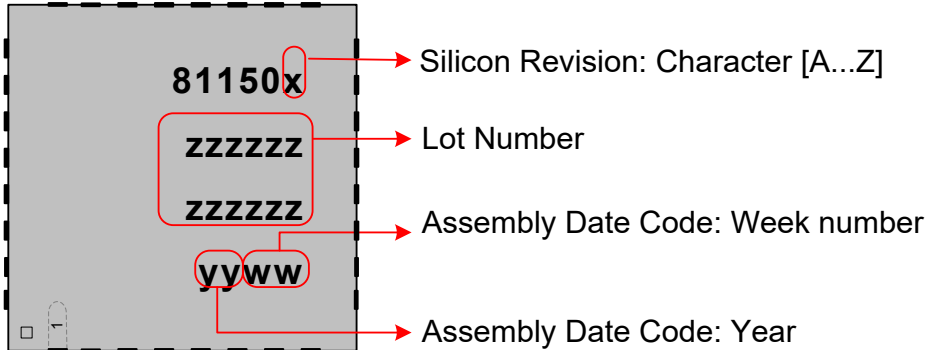 81150x
Silicon Revision: Character [A...Z]
zzzzzz
Lot Number
zzzzzz
Assembly Date Code: Week number
yyww
1
Assembly Date Code: Year